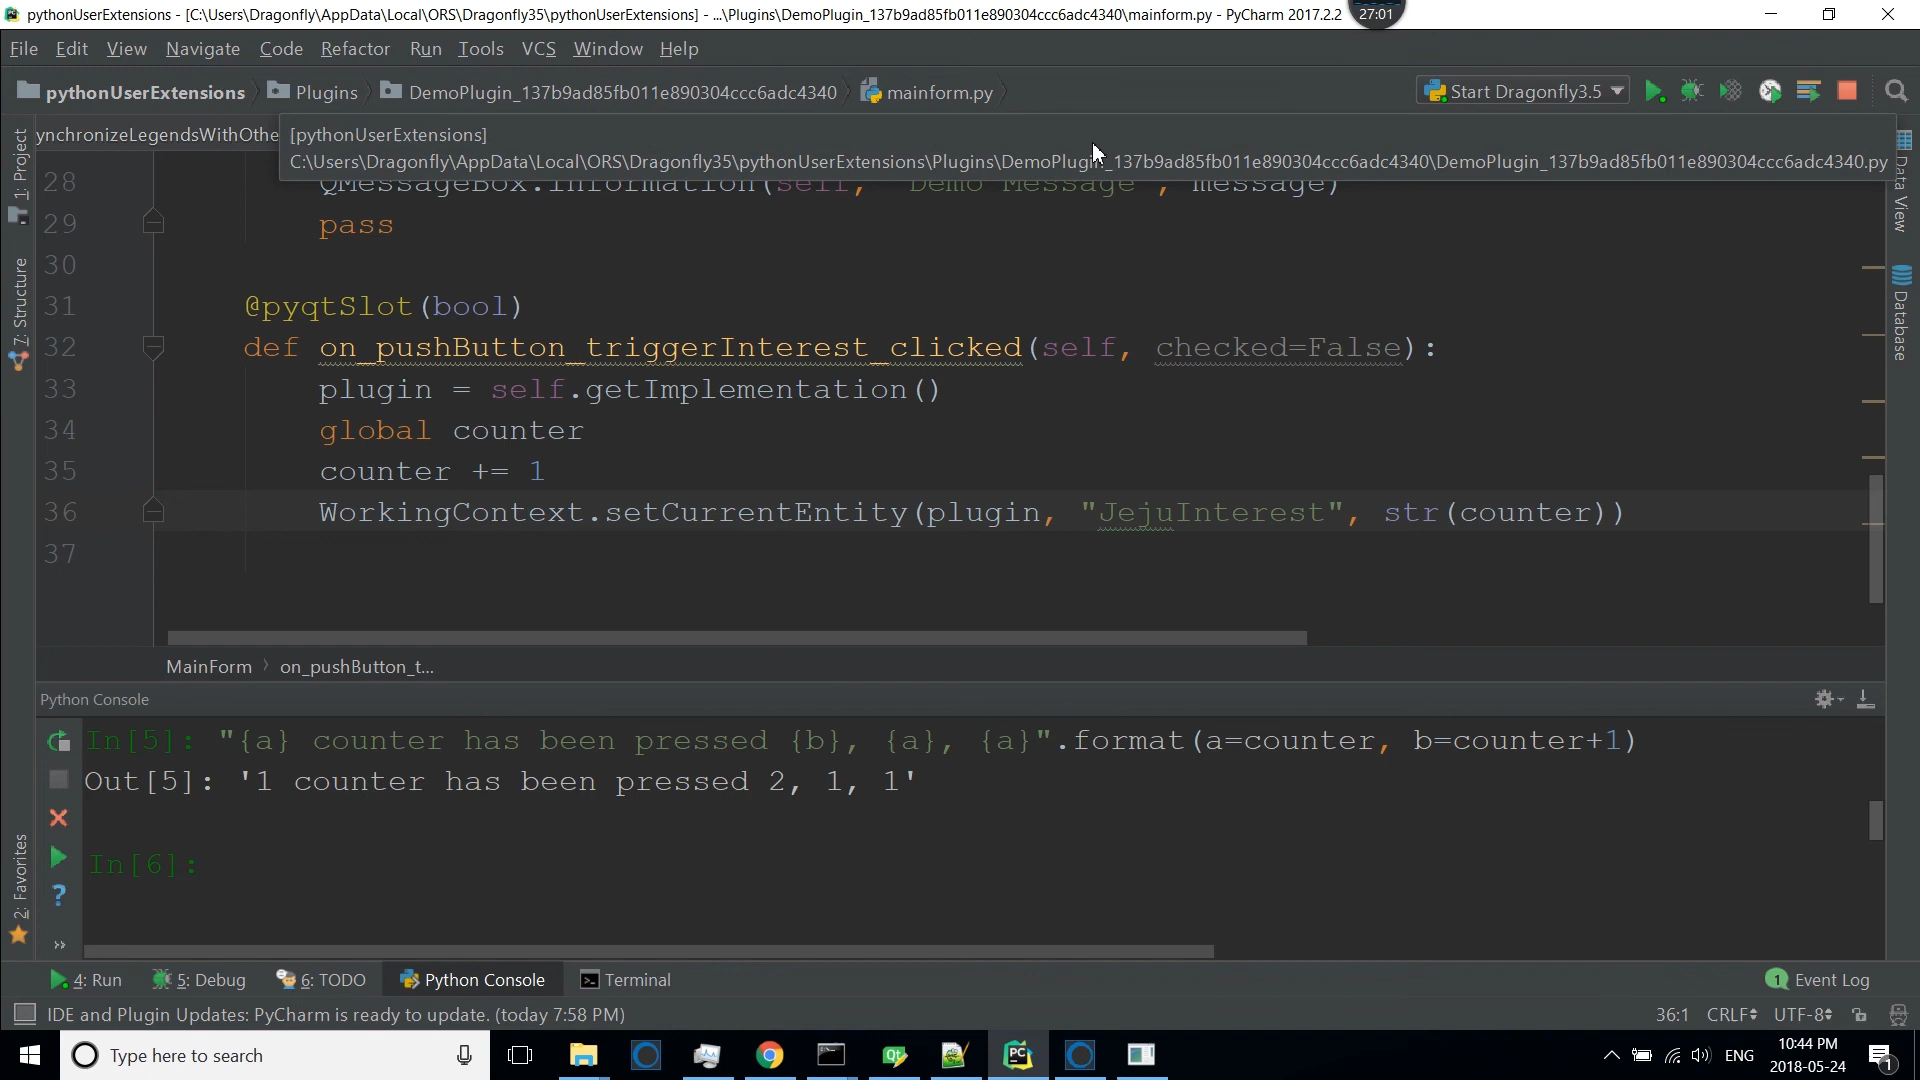 pythonUserExtensions - [C:\Users\Dragonfly\AppData\Local\ORS\Dragonfly35\pythonUserExtensions] - ...\Plugins\DemoPlugin_137b9ad85fb011e890304ccc6adc4340\mainform.py - PyCharm 2017.2.2
27:01
File Edit View Navigate Code Refactor Run Tools VCS Window Help
pythonUserExtensions Plugins DemoPlugin_137b9ad85fb011e890304ccc6adc4340 mainform.py
Start Dragonfly3.5
ynchronizeLegendsWithOthe
[pythonUserExtensions]
C:\Users\Dragonfly\AppData\Local\ORS\Dragonfly35\pythonUserExtensions\Plugins\DemoPlugin_137b9ad85fb011e890304ccc6adc4340\DemoPlugin_137b9ad85fb011e890304ccc6adc4340.py
1: Project
7: Structure
2: Favorites
Data View
Database
28 QMessageBox.information(self, "Demo Message", message)
29 pass
30
31 @pyqtSlot(bool)
32 def on_pushButton_triggerInterest_clicked(self, checked=False):
33 plugin = self.getImplementation()
34 global counter
35 counter += 1
36 WorkingContext.setCurrentEntity(plugin, "JejuInterest", str(counter))
37
MainForm on_pushButton_t...
Python Console
In[5]: "{a} counter has been pressed {b}, {a}, {a}".format(a=counter, b=counter+1)
Out[5]: '1 counter has been pressed 2, 1, 1'
In[6]:
4: Run 5: Debug 6: TODO Python Console Terminal
1 Event Log
IDE and Plugin Updates: PyCharm is ready to update. (today 7:58 PM)
36:1 CRLF UTF-8
Type here to search
ENG
10:44 PM
2018-05-24
1